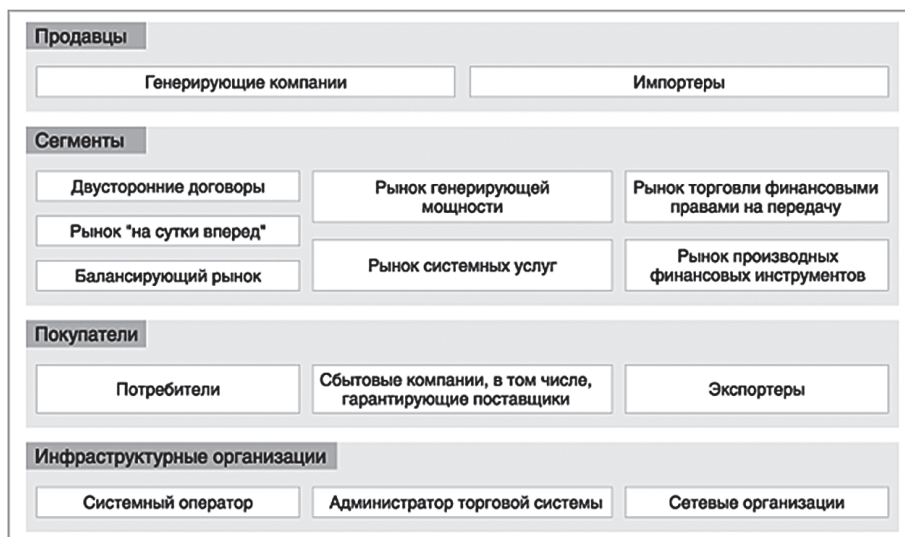 Продавцы
Генерирующие компании
Импортеры
Сегменты
Двусторонние договоры
Рынок "на сутки вперед"
Балансирующий рынок
Рынок генерирующей
мощности
Рынок системных услуг
Рынок торговли финансовыми
правами на передачу
Рынок производных
финансовых инструментов
Покупатели
Потребители
Сбытовые компании, в том числе,
гарантирующие поставщики
Экспортеры
Инфраструктурные организации
Системный оператор
Администратор торговой системы
Сетевые организации